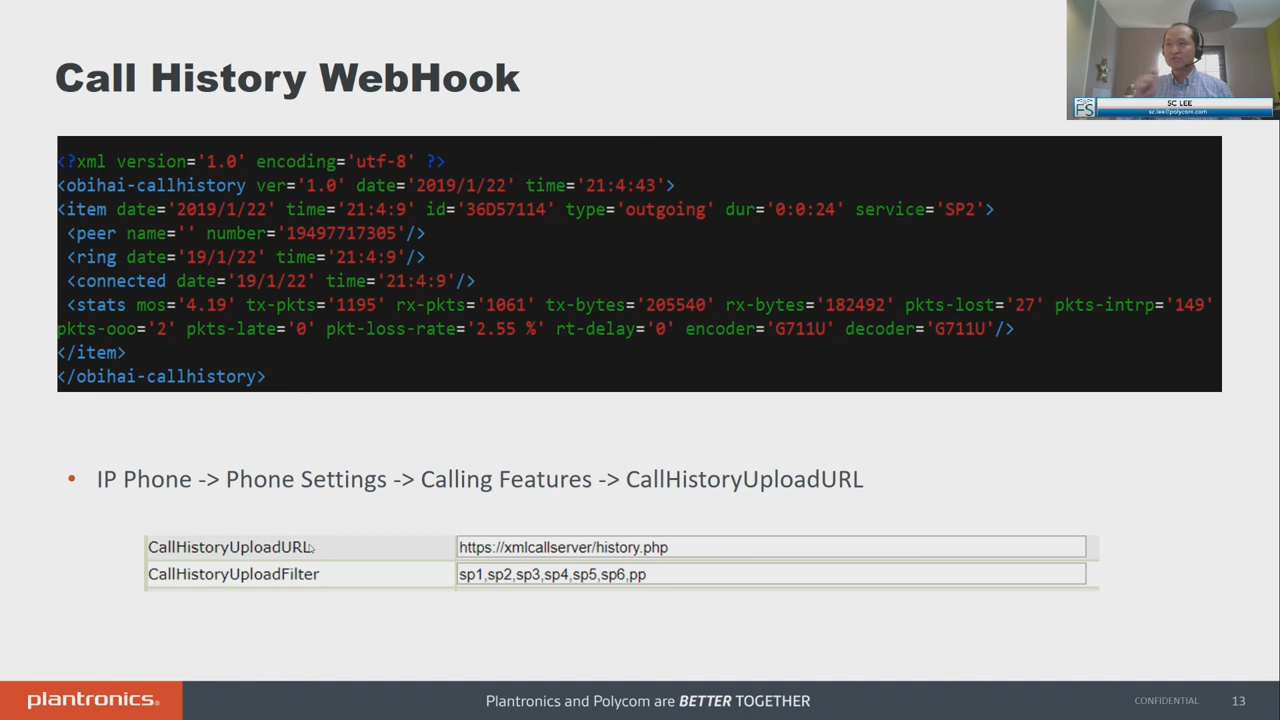 Call History WebHook
SC LEE
sc.lee@polycom.com
<?xml version='1.0' encoding='utf-8' ?>
<obihai-callhistory ver='1.0' date='2019/1/22' time='21:4:43'>
<item date='2019/1/22' time='21:4:9' id='36D57114' type='outgoing' dur='0:0:24' service='SP2'>
<peer name='' number='19497717305'/>
<ring date='19/1/22' time='21:4:9'/>
<connected date='19/1/22' time='21:4:9'/>
<stats mos='4.19' tx-pkts='1195' rx-pkts='1061' tx-bytes='205540' rx-bytes='182492' pkts-lost='27' pkts-intrp='149'
pkts-ooo='2' pkts-late='0' pkt-loss-rate='2.55 %' rt-delay='0' encoder='G711U' decoder='G711U'/>
</item>
</obihai-callhistory>
• IP Phone -> Phone Settings -> Calling Features -> CallHistoryUploadURL
CallHistoryUploadURL https://xmlcallserver/history.php
CallHistoryUploadFilter sp1,sp2,sp3,sp4,sp5,sp6,pp
plantronics. Plantronics and Polycom are BETTER TOGETHER CONFIDENTIAL 13